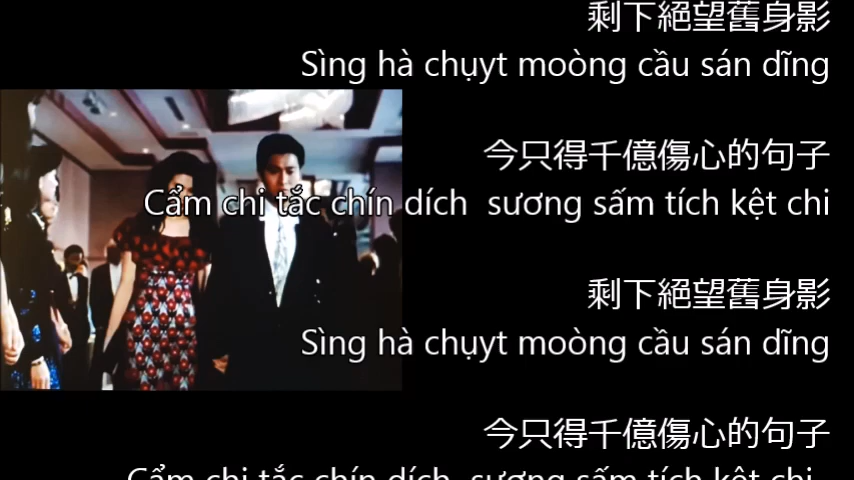 剩下絕望舊身影
Sìng hà chụyt moòng cầu sán dĩng
今只得千億傷心的句子
Cẩm chi tắc chín dích sương sấm tích kệt chi
剩下絕望舊身影
Sìng hà chụyt moòng cầu sán dĩng
今只得千億傷心的句子
Cẩm chi tắc chín dích sương sấm tích kệt chi